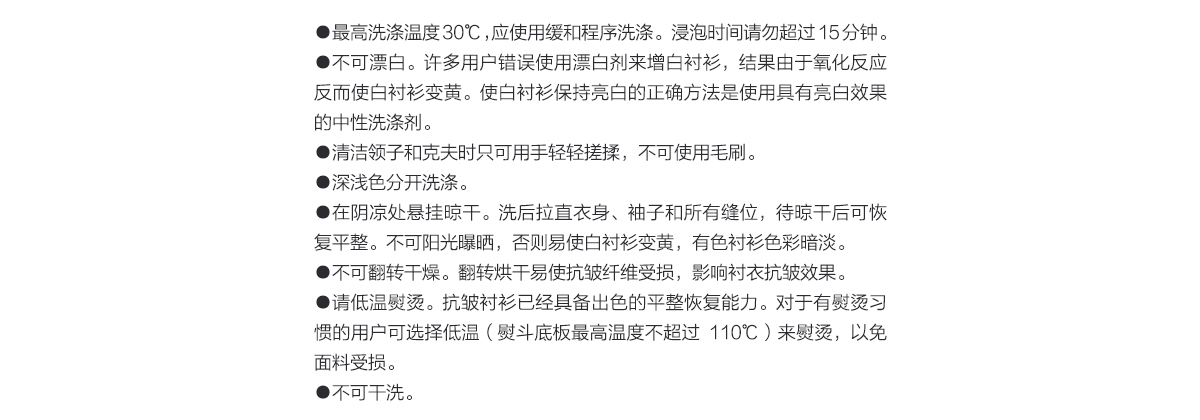 ●最高洗涤温度30℃,应使用缓和程序洗涤。浸泡时间请勿超过15分钟。
●不可漂白。许多用户错误使用漂白剂来增白衬衫，结果由于氧化反应
反而使白衬衫变黄。使白衬衫保持亮白的正确方法是使用具有亮白效果
的中性洗涤剂。
●清洁领子和克夫时只可用手轻轻搓揉，不可使用毛刷。
●深浅色分开洗涤。
●在阴凉处悬挂晾干。洗后拉直衣身、袖子和所有缝位，待晾干后可恢
复平整。不可阳光曝晒，否则易使白衬衫变黄，有色衬衫色彩暗淡。
●不可翻转干燥。翻转烘干易使抗皱纤维受损，影响衬衣抗皱效果。
●请低温熨烫。抗皱衬衫已经具备出色的平整恢复能力。对于有熨烫习
惯的用户可选择低温（熨斗底板最高温度不超过 110℃）来熨烫，以免
面料受损。
●不可干洗。